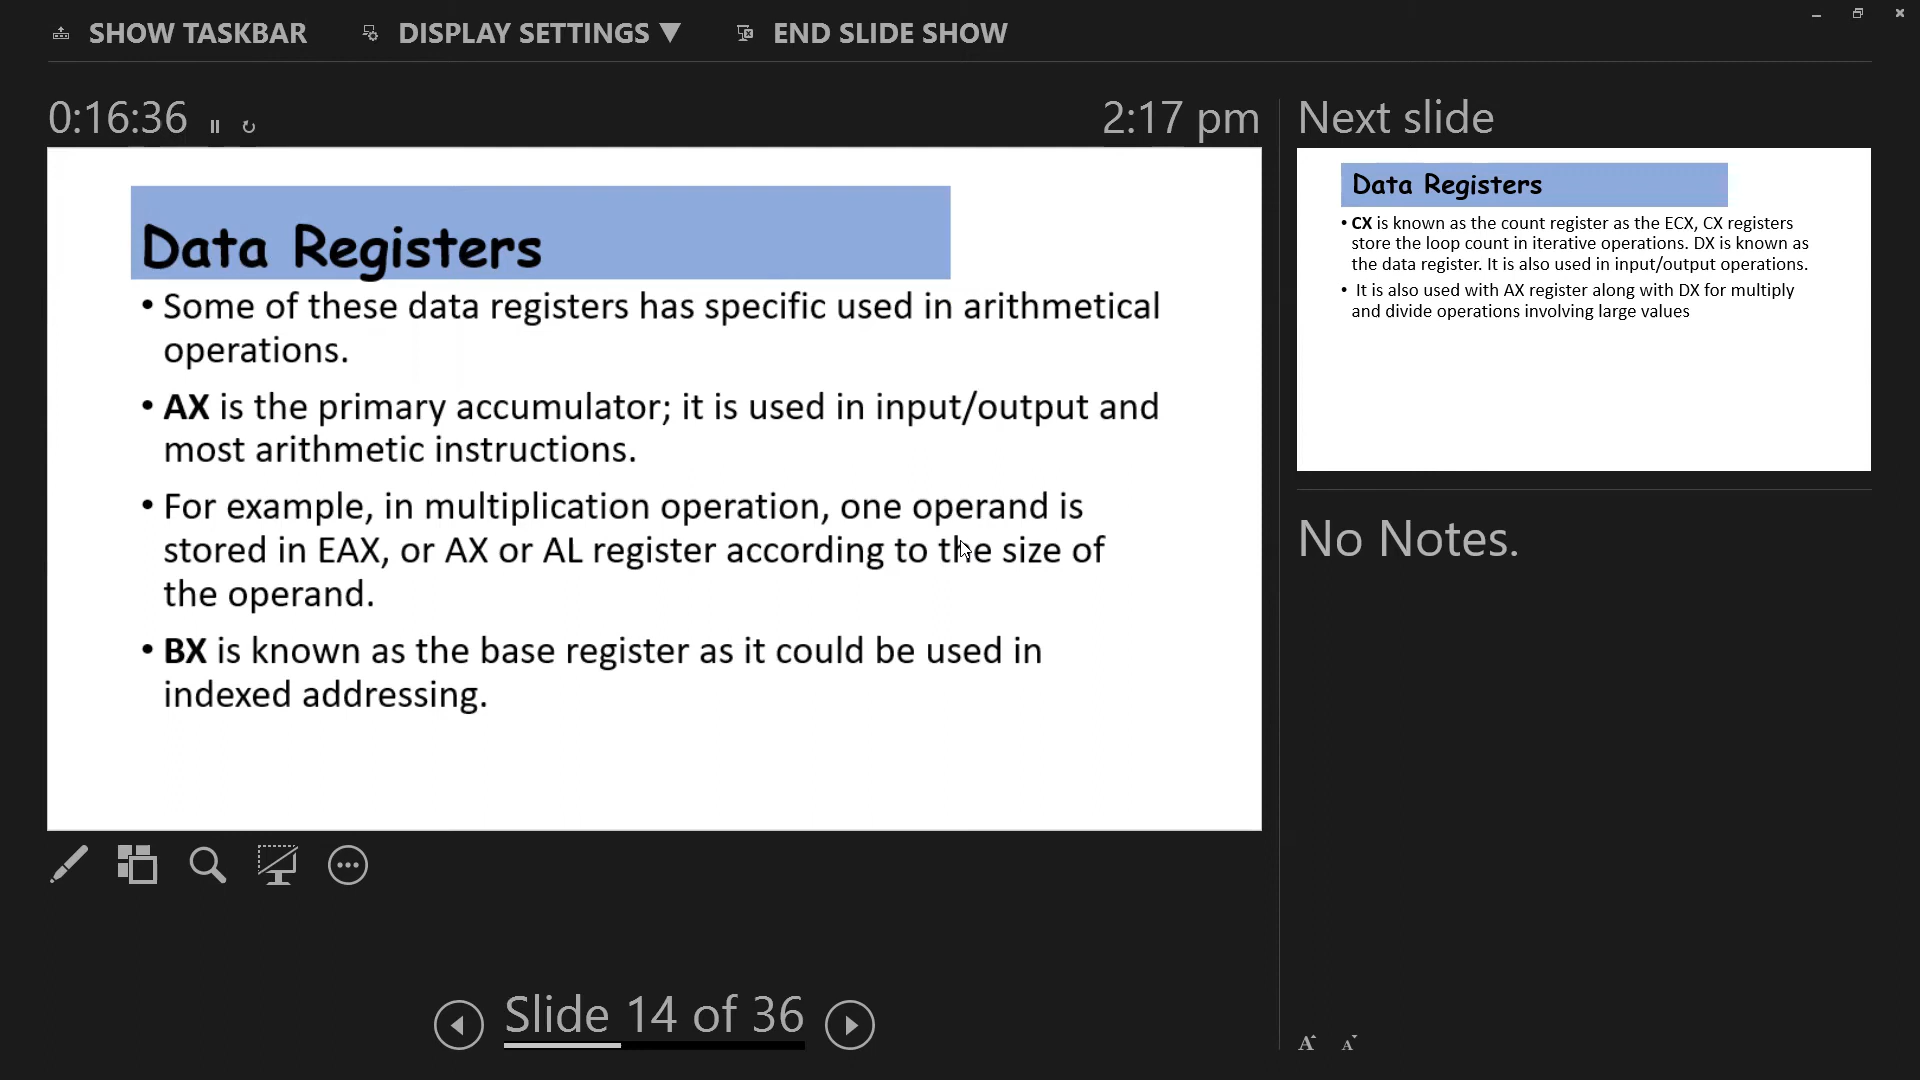 SHOW TASKBAR
DISPLAY SETTINGS ▼
END SLIDE SHOW
0:16:36
2:17 pm
Data Registers
• Some of these data registers has specific used in arithmetical
operations.
• AX is the primary accumulator; it is used in input/output and
most arithmetic instructions.
• For example, in multiplication operation, one operand is
stored in EAX, or AX or AL register according to the size of
the operand.
• BX is known as the base register as it could be used in
indexed addressing.
Slide 14 of 36
Next slide
Data Registers
• CX is known as the count register as the ECX, CX registers
store the loop count in iterative operations. DX is known as
the data register. It is also used in input/output operations.
• It is also used with AX register along with DX for multiply
and divide operations involving large values
No Notes.
A A